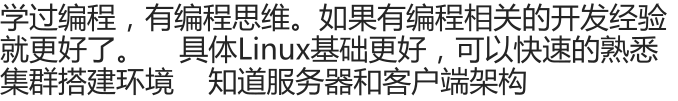 学过编程，有编程思维。如果有编程相关的开发经验
就更好了。 具体Linux基础更好，可以快速的熟悉
集群搭建环境 知道服务器和客户端架构